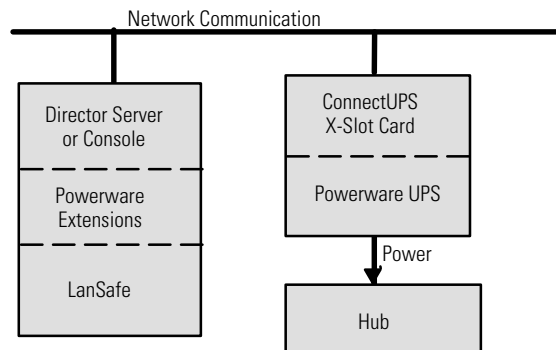 Network Communication
Director Server
or Console
Powerware
Extensions
LanSafe
ConnectUPS
X-Slot Card
Powerware UPS
Power
Hub